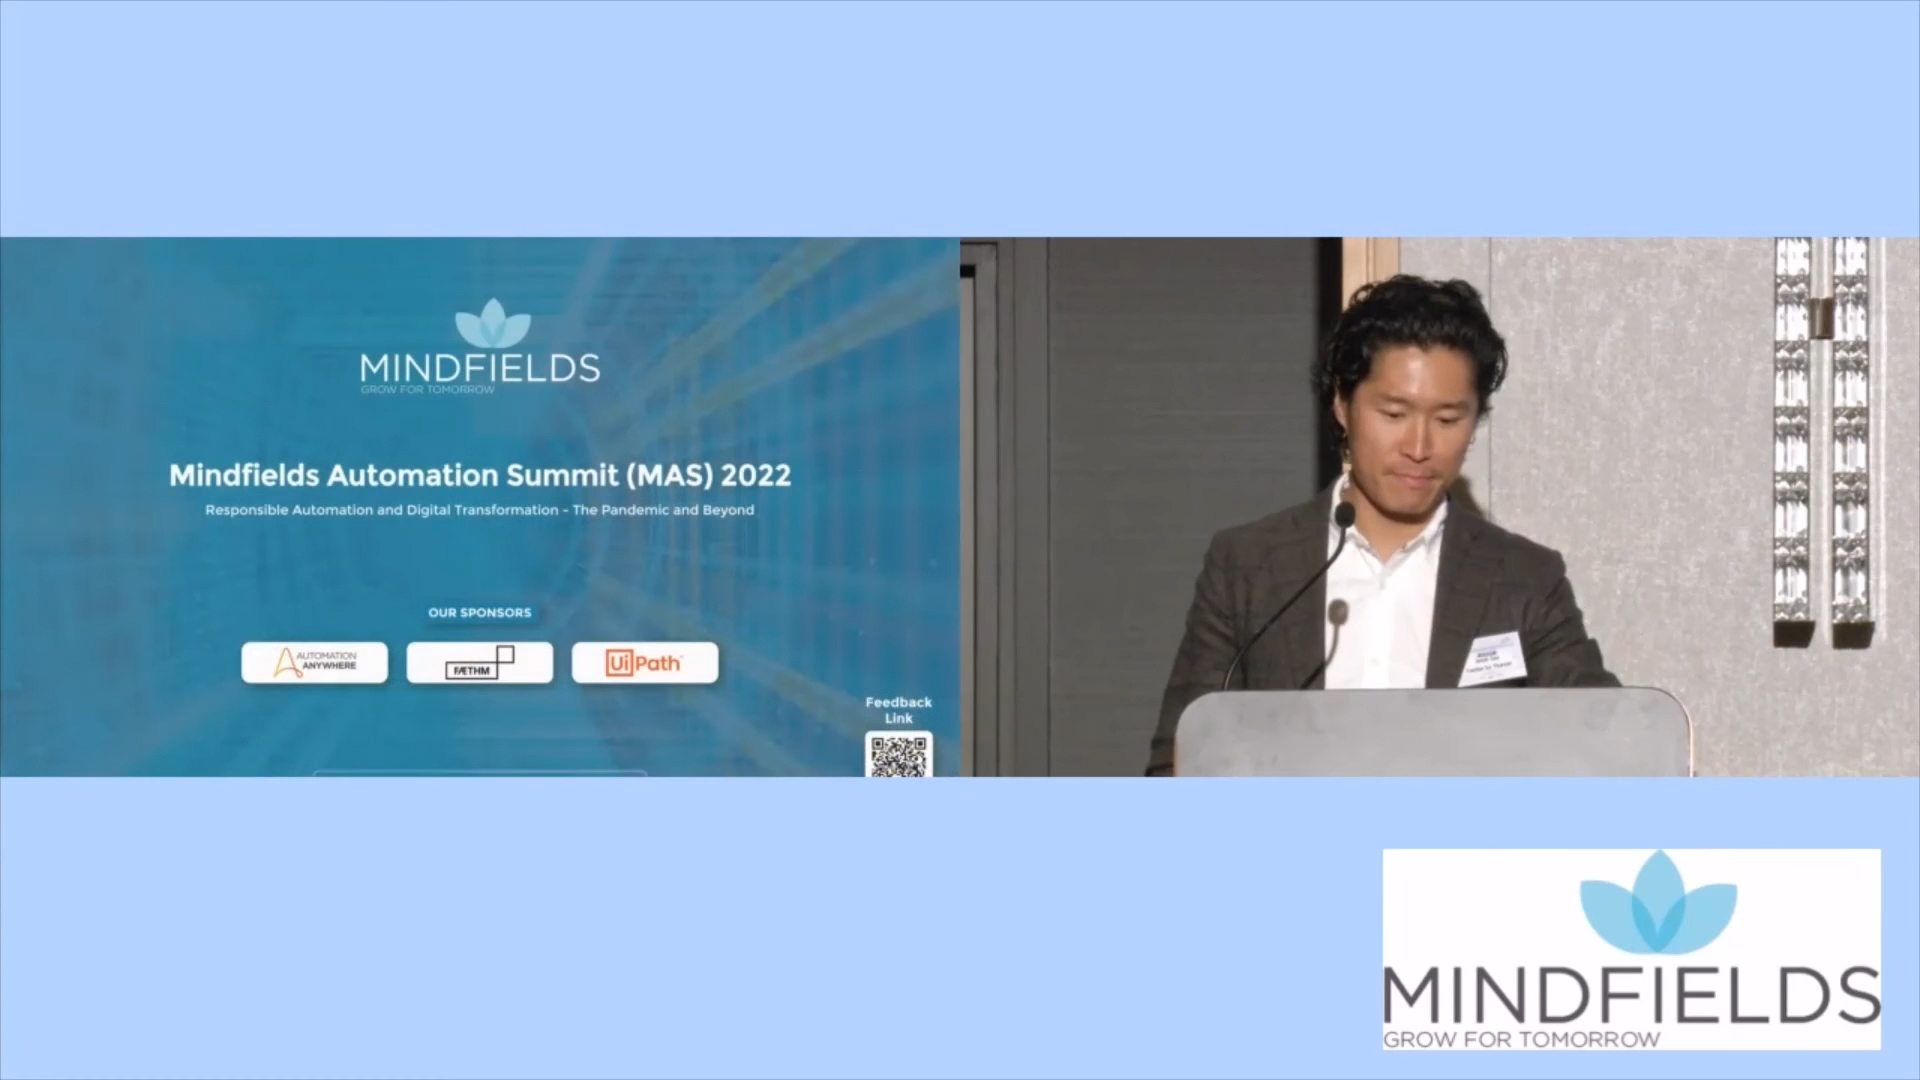 MINDFIELDS
GROW FOR TOMORROW
Mindfields Automation Summit (MAS) 2022
Responsible Automation and Digital Transformation - The Pandemic and Beyond
OUR SPONSORS
AUTOMATION
ANYWHERE
FÆTHM
UiPath™
Feedback
Link
MINDFIELDS
GROW FOR TOMORROW